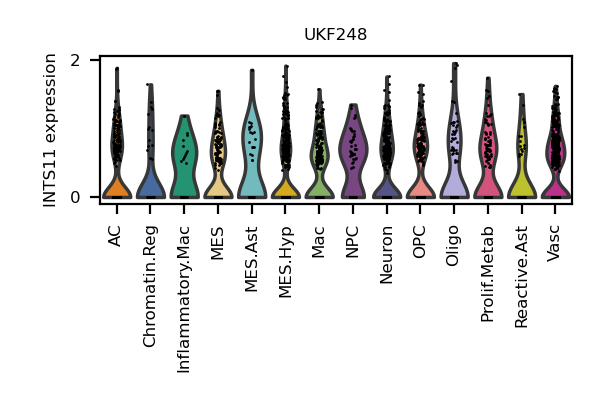 UKF248
INTS11 expression
2
0
AC
Chromatin.Reg
Inflammatory.Mac
MES
MES.Ast
MES.Hyp
Mac
NPC
Neuron
OPC
Oligo
Prolif.Metab
Reactive.Ast
Vasc